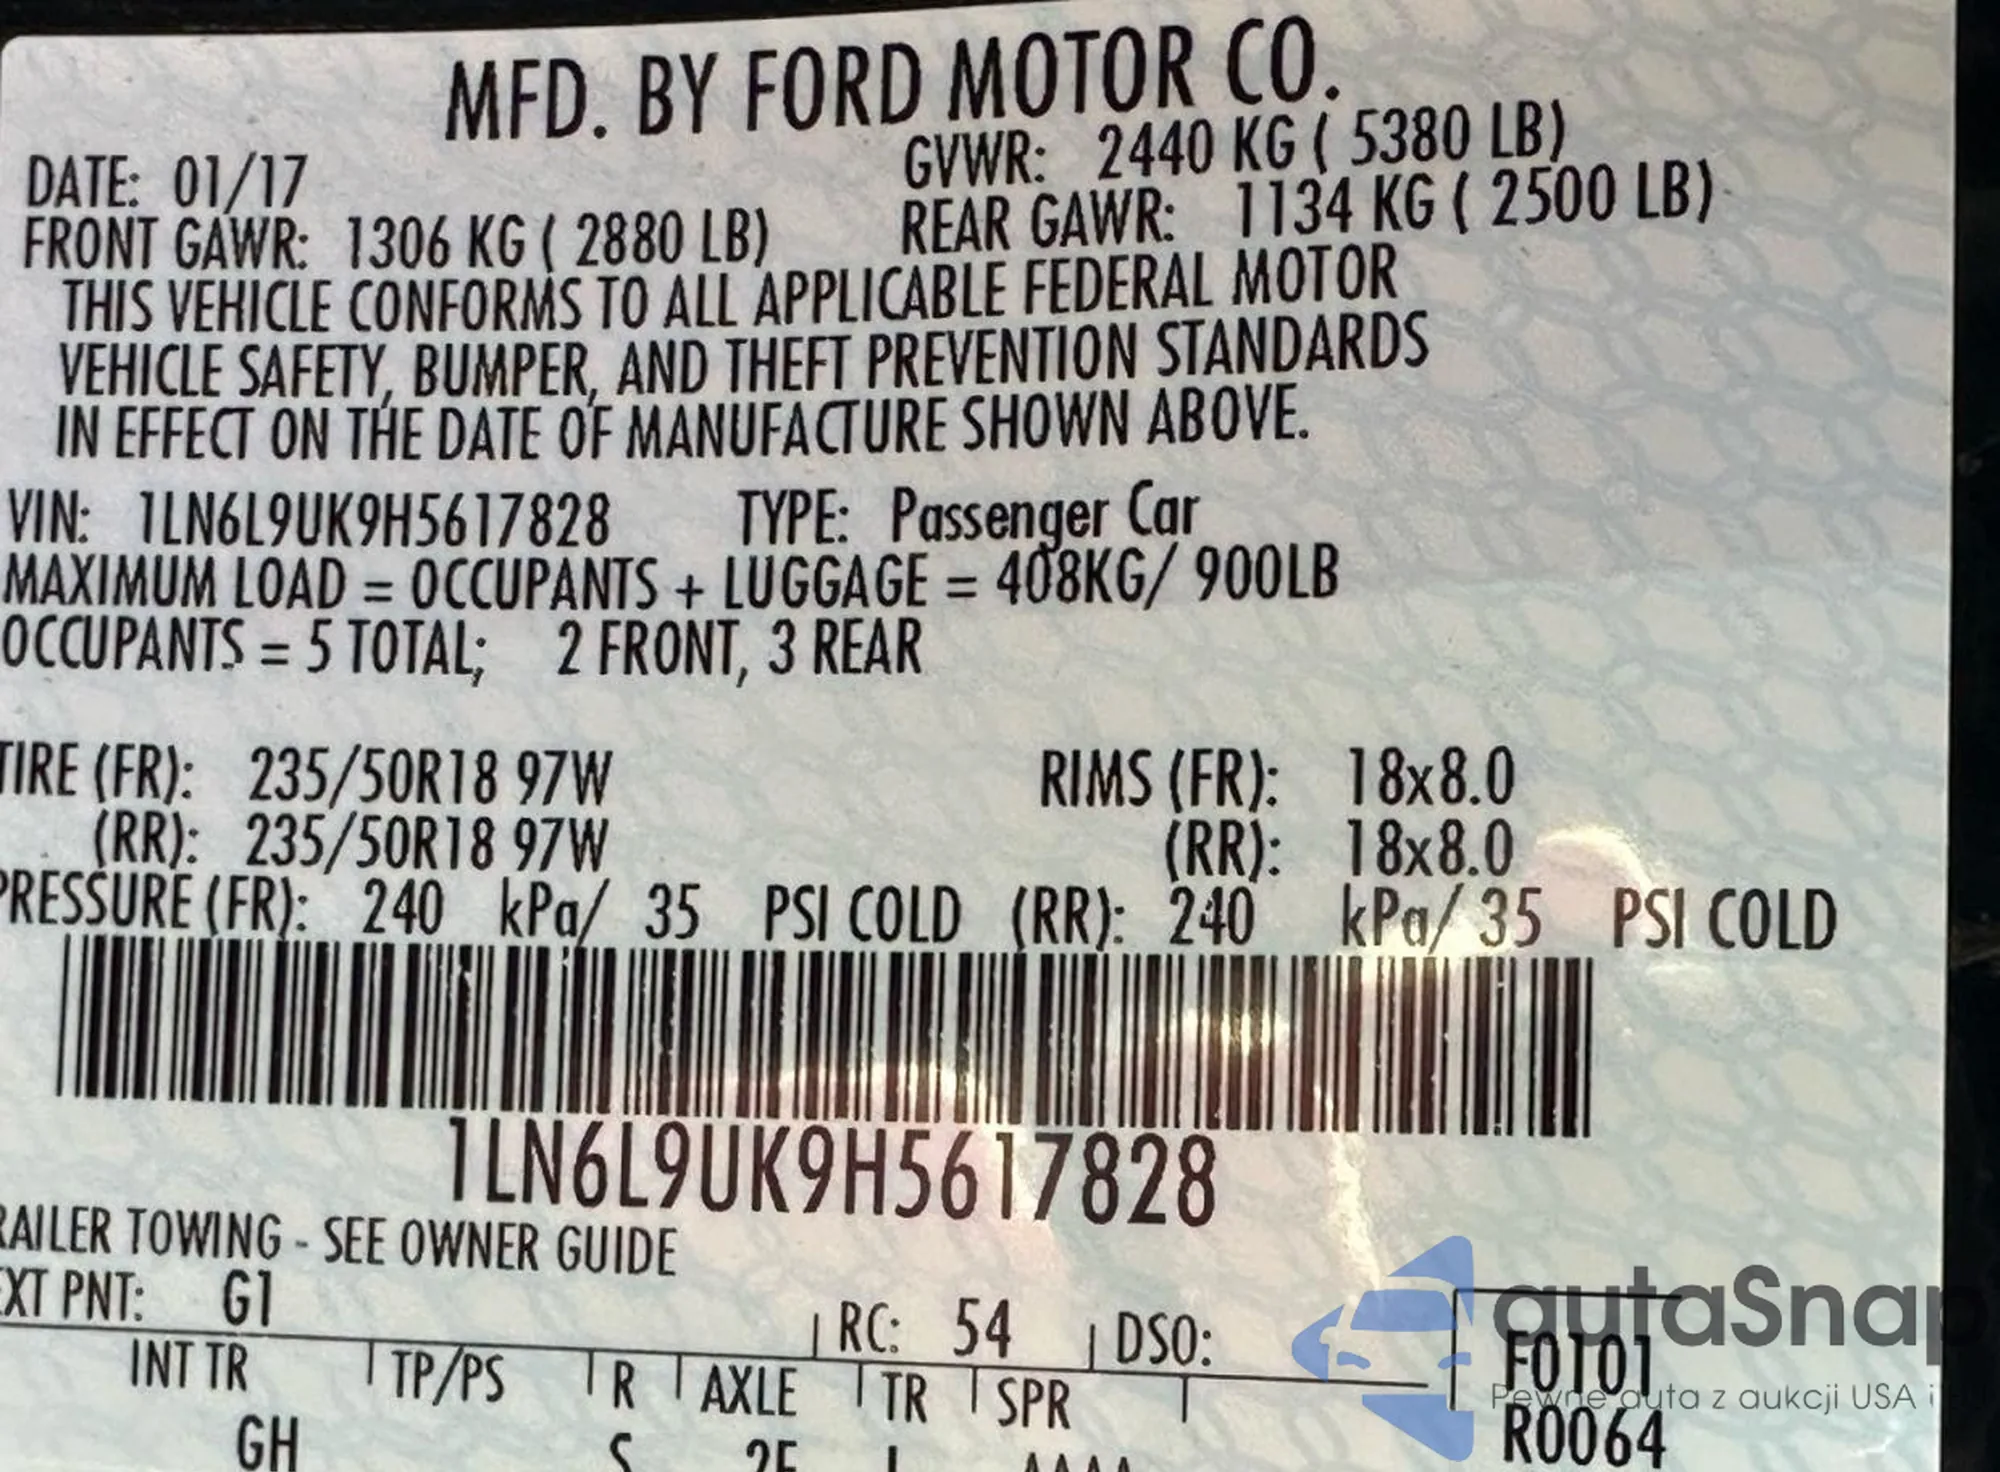 MFD. BY FORD MOTOR CO.
DATE: 01/17 GVWR: 2440 KG ( 5380 LB)
FRONT GAWR: 1306 KG ( 2880 LB) REAR GAWR: 1134 KG ( 2500 LB)
THIS VEHICLE CONFORMS TO ALL APPLICABLE FEDERAL MOTOR
VEHICLE SAFETY, BUMPER, AND THEFT PREVENTION STANDARDS
IN EFFECT ON THE DATE OF MANUFACTURE SHOWN ABOVE.
VIN: 1LN6L9UK9H5617828 TYPE: Passenger Car
MAXIMUM LOAD = OCCUPANTS + LUGGAGE = 408KG/ 900LB
OCCUPANTS = 5 TOTAL; 2 FRONT, 3 REAR
TIRE (FR): 235/50R18 97W RIMS (FR): 18x8.0
(RR): 235/50R18 97W (RR): 18x8.0
PRESSURE (FR): 240 kPa/ 35 PSI COLD (RR): 240 kPa/ 35 PSI COLD
1LN6L9UK9H5617828
RAILER TOWING - SEE OWNER GUIDE
EXT PNT: G1 RC: 54 DSO:
INT TR TP/PS R AXLE TR SPR
GH S
F0101
R0064
autaSnap
Pewne auta z aukcji USA i